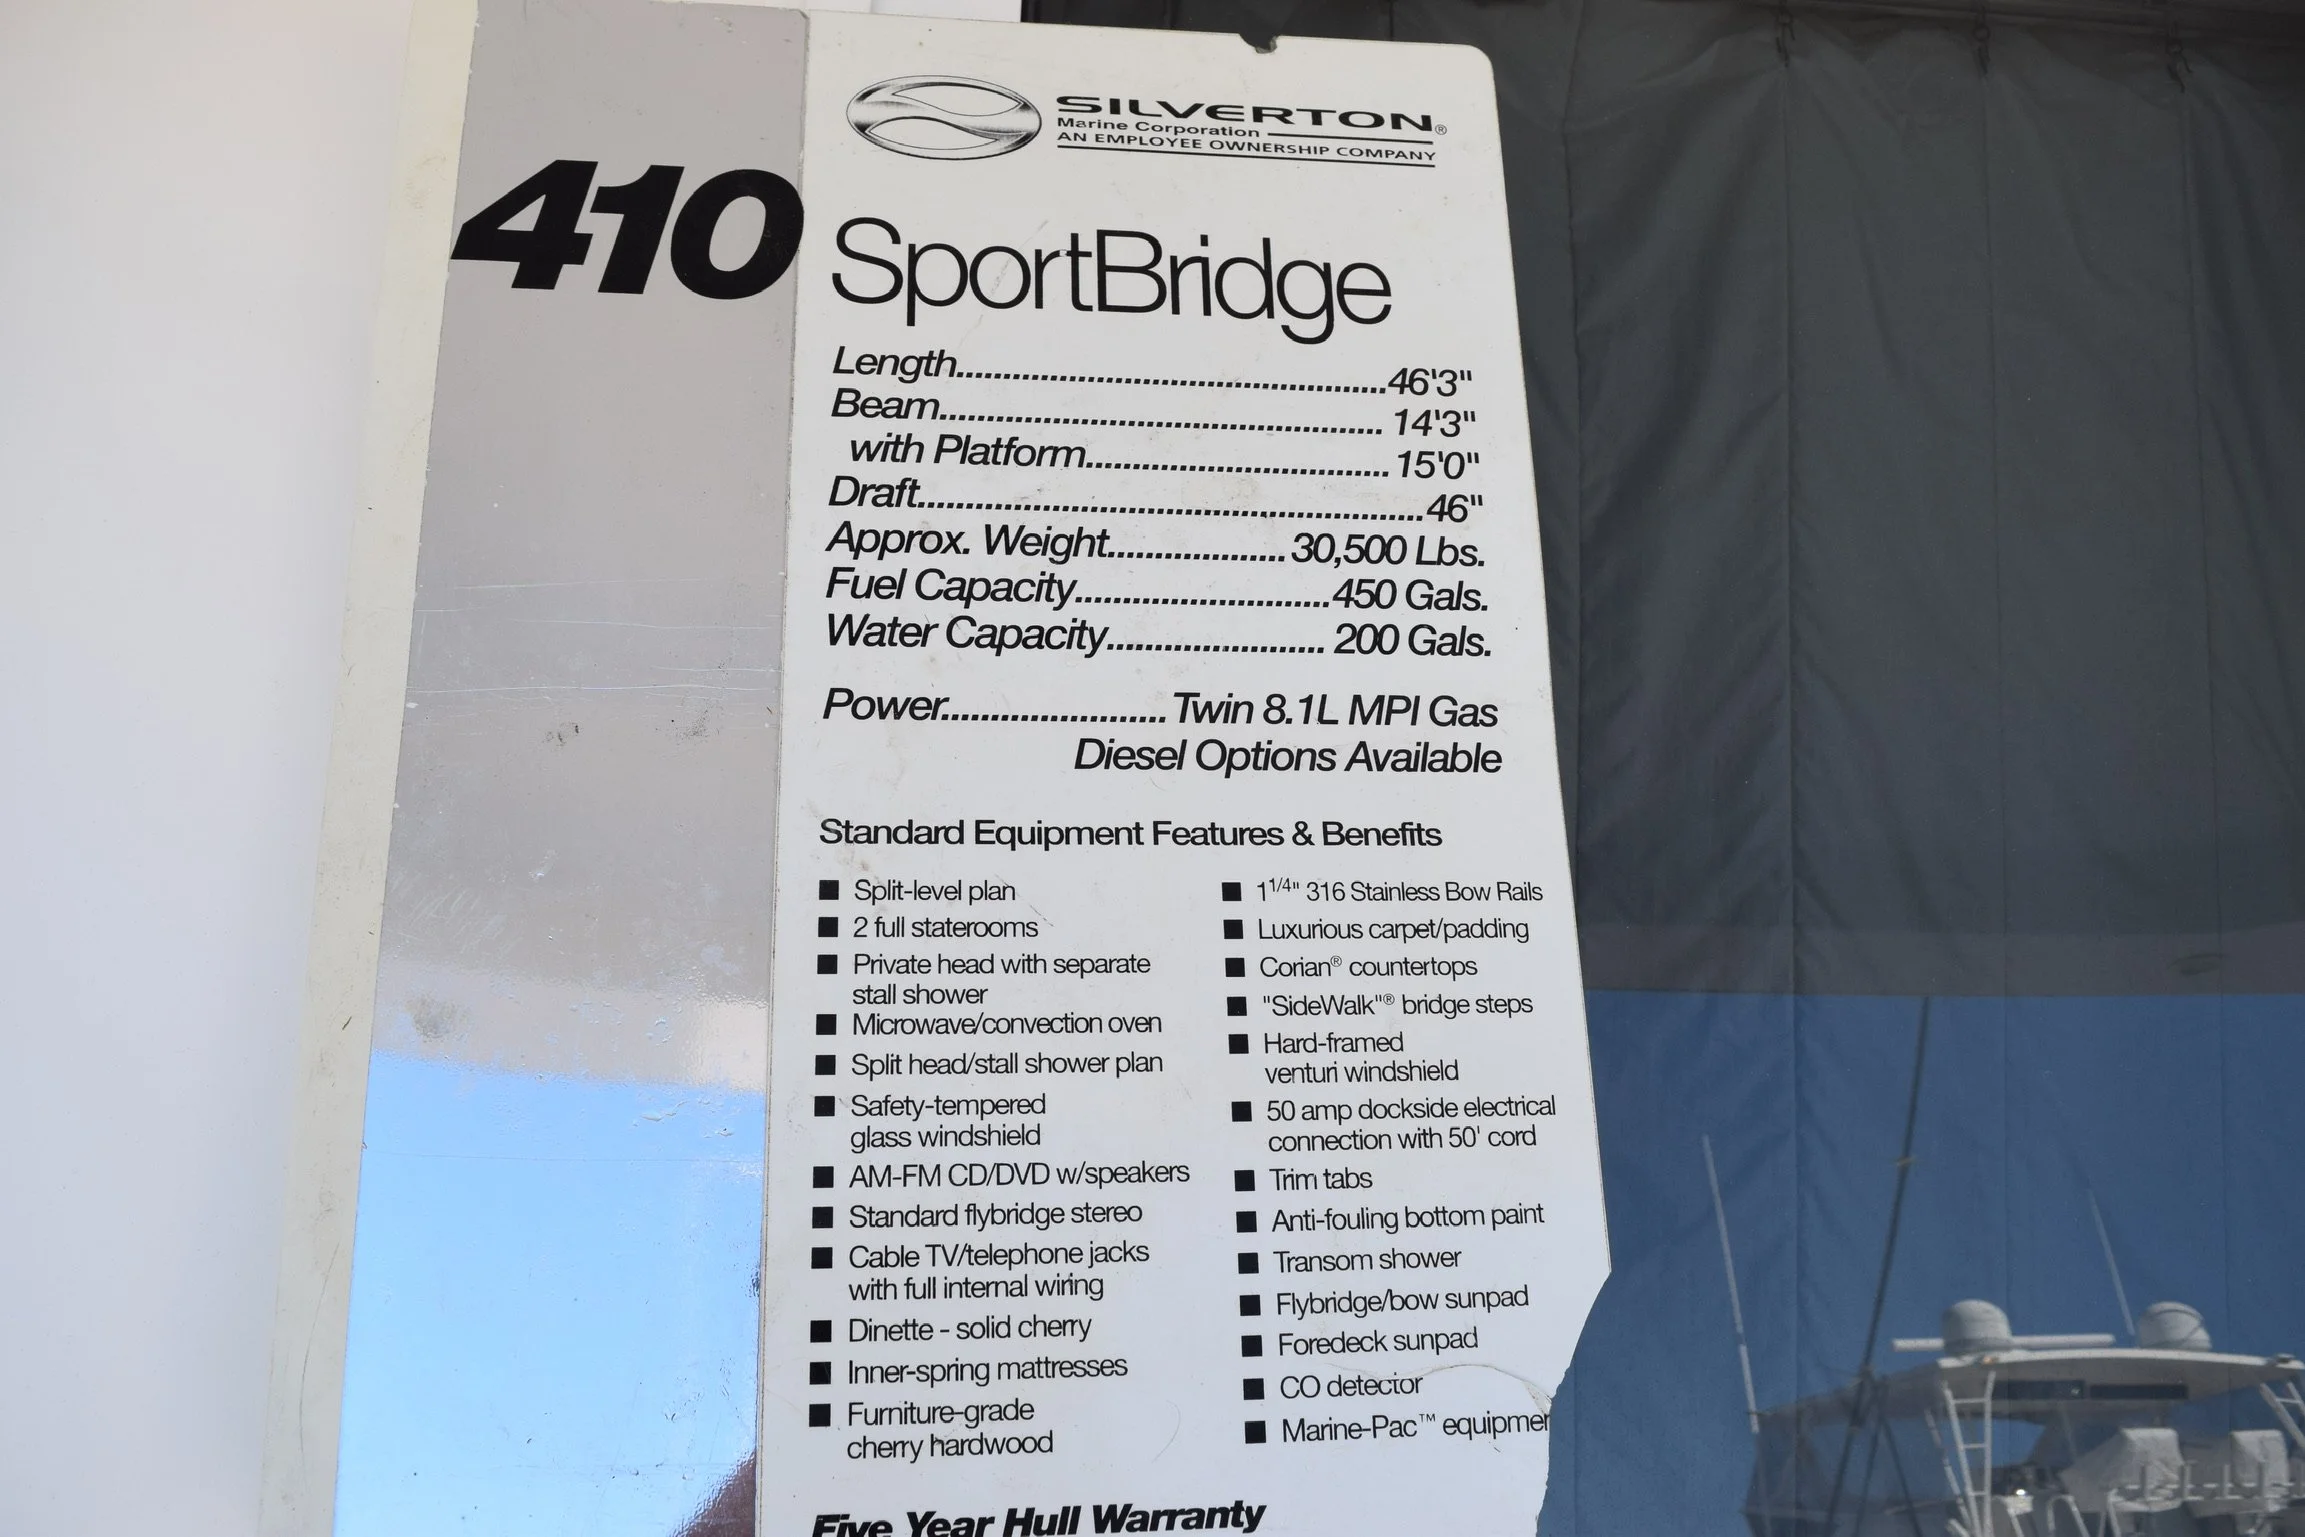 SILVERTON®
Marine Corporation
AN EMPLOYEE OWNERSHIP COMPANY
410 SportBridge
Length.............................................46'3"
Beam.............................................. 14'3"
with Platform................................ 15'0"
Draft.....................................................46"
Approx. Weight..................30,500 Lbs.
Fuel Capacity..........................450 Gals.
Water Capacity....................... 200 Gals.
Power....................... Twin 8.1L MPI Gas
Diesel Options Available
Standard Equipment Features & Benefits
■ Split-level plan
■ 2 full staterooms
■ Private head with separate
stall shower
■ Microwave/convection oven
■ Split head/stall shower plan
■ Safety-tempered
glass windshield
■ AM-FM CD/DVD w/speakers
■ Standard flybridge stereo
■ Cable TV/telephone jacks
with full internal wiring
■ Dinette - solid cherry
■ Inner-spring mattresses
■ Furniture-grade
cherry hardwood
■ 1 1/4" 316 Stainless Bow Rails
■ Luxurious carpet/padding
■ Corian® countertops
■ "SideWalk"® bridge steps
■ Hard-framed
venturi windshield
■ 50 amp dockside electrical
connection with 50' cord
■ Trim tabs
■ Anti-fouling bottom paint
■ Transom shower
■ Flybridge/bow sunpad
■ Foredeck sunpad
■ CO detector
■ Marine-Pac™ equipmen
Five Year Hull Warranty